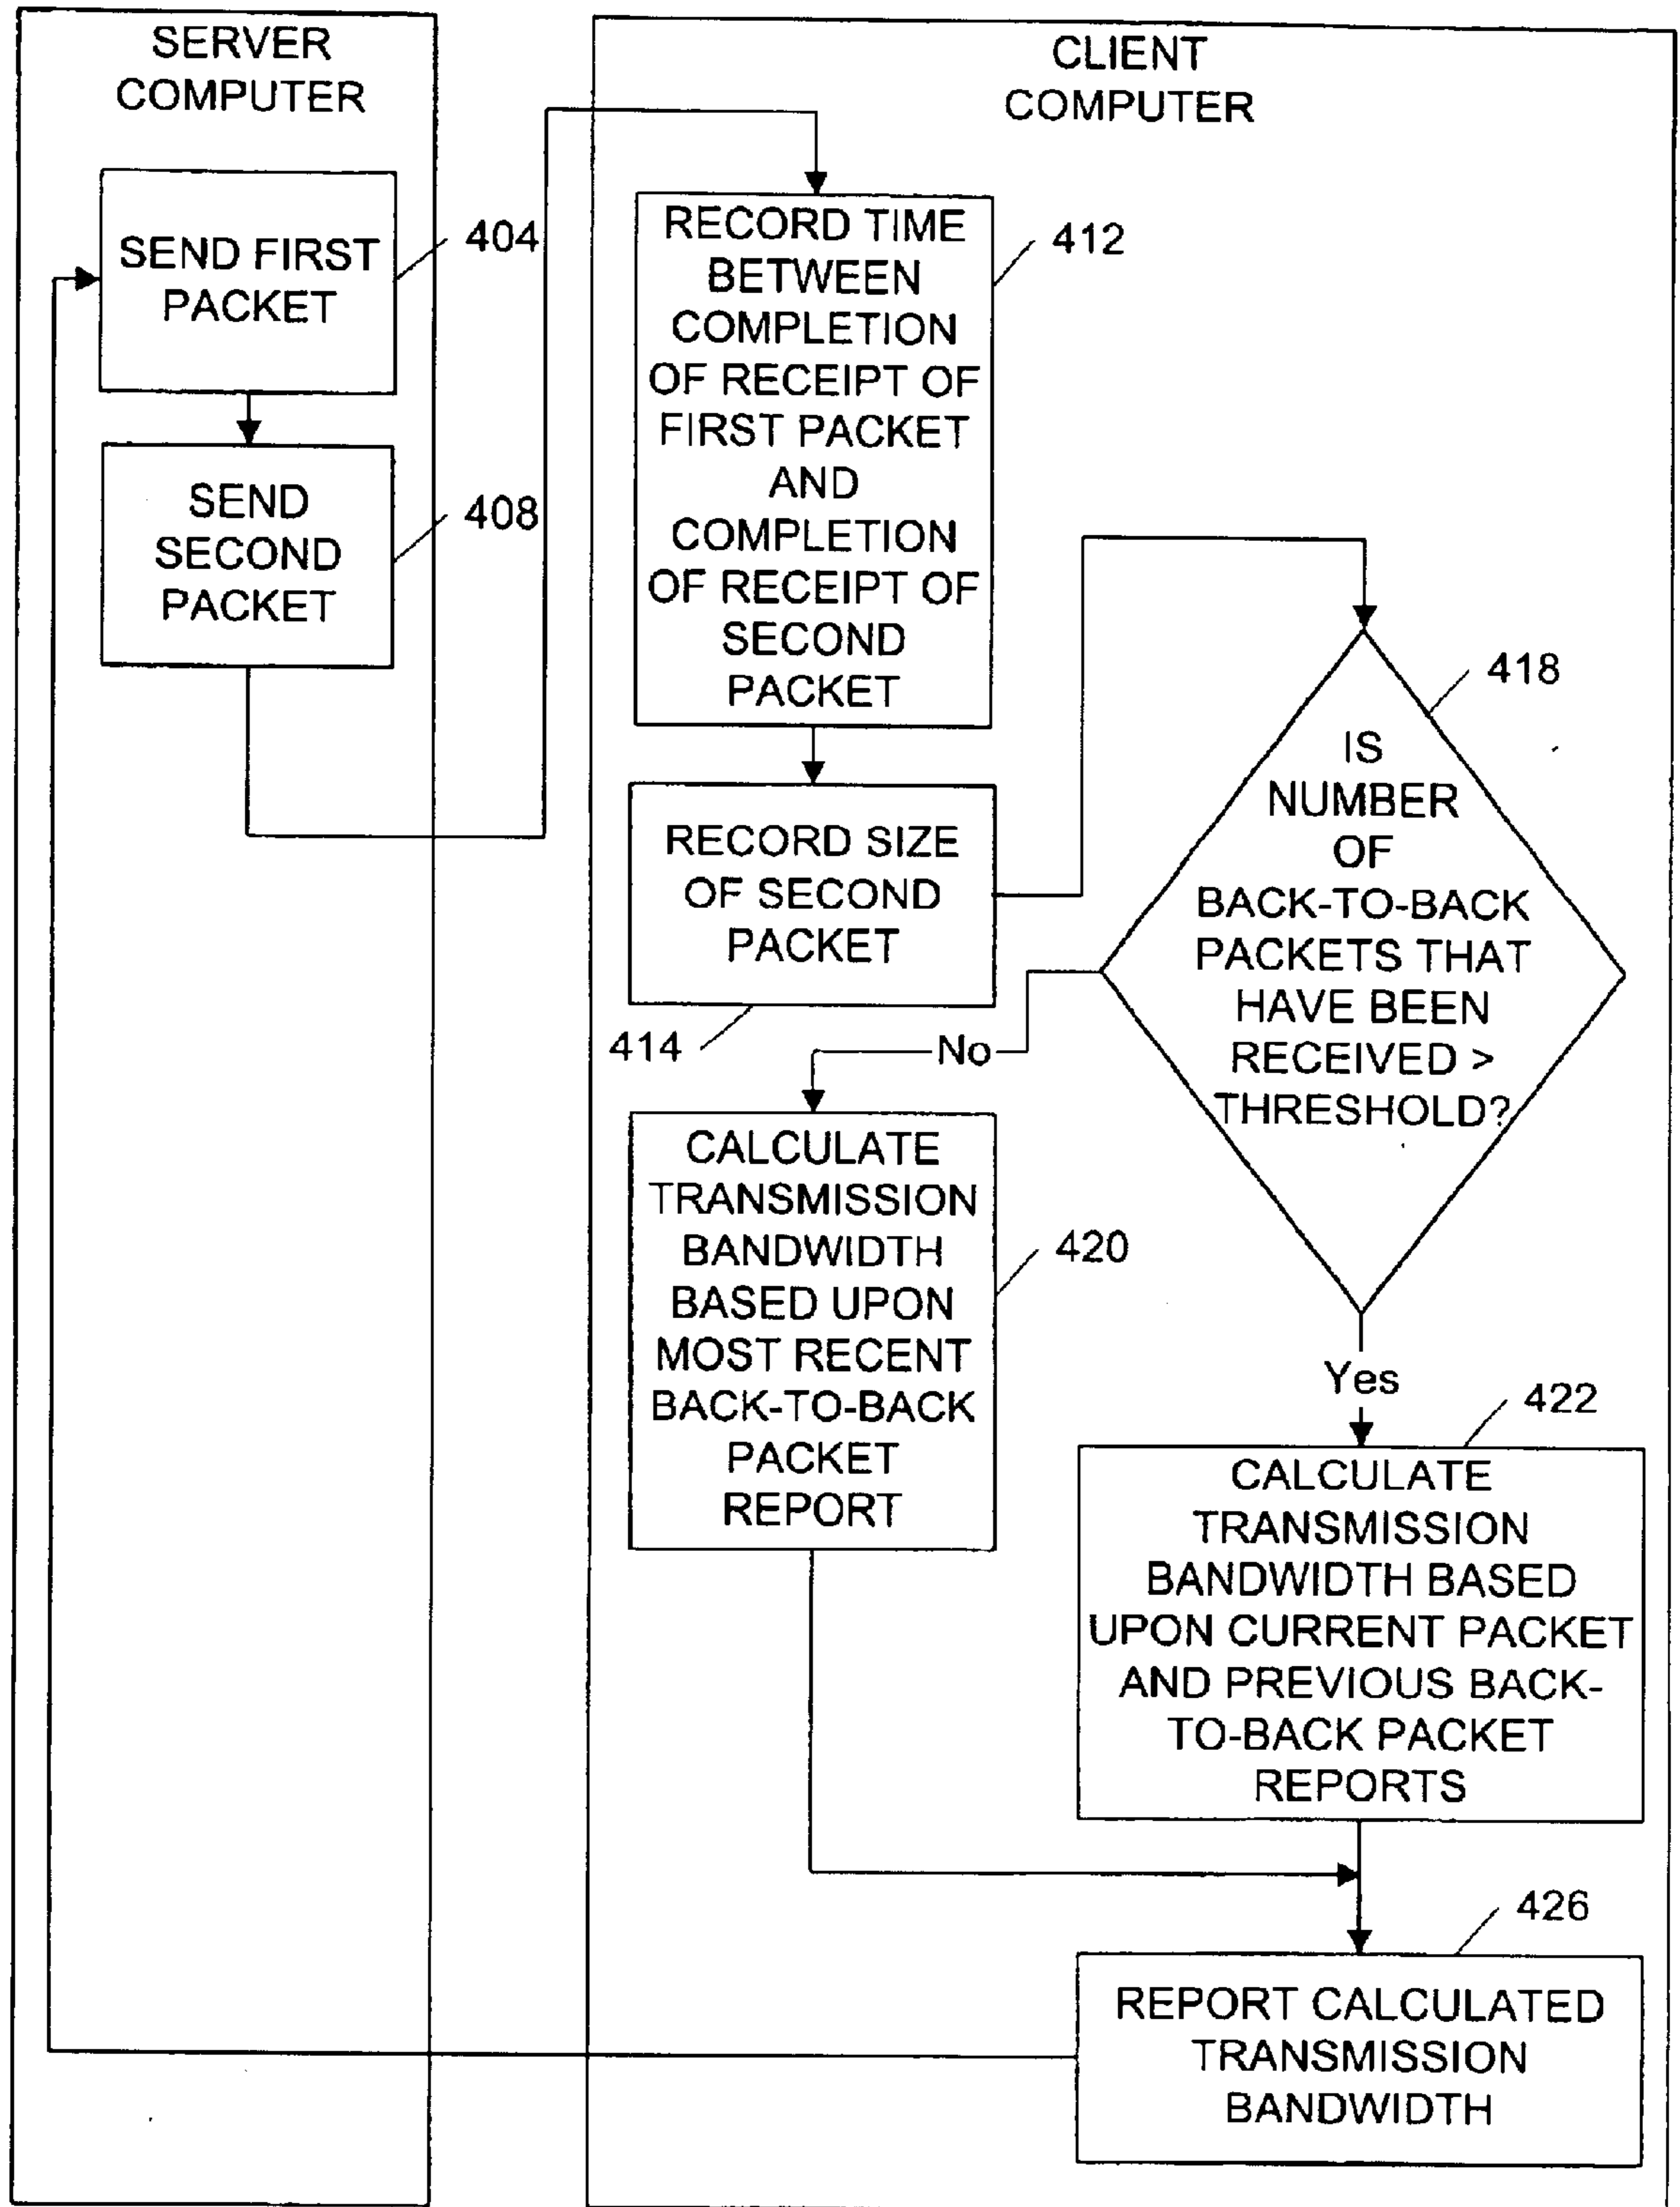 SERVER
COMPUTER
CLIENT
COMPUTER
SEND FIRST
PACKET
404
SEND
SECOND
PACKET
408
RECORD TIME
BETWEEN
COMPLETION
OF RECEIPT OF
FIRST PACKET
AND
COMPLETION
OF RECEIPT OF
SECOND
PACKET
412
RECORD SIZE
OF SECOND
PACKET
414
IS
NUMBER
OF
BACK-TO-BACK
PACKETS THAT
HAVE BEEN
RECEIVED >
THRESHOLD?
418
No
CALCULATE
TRANSMISSION
BANDWIDTH
BASED UPON
MOST RECENT
BACK-TO-BACK
PACKET
REPORT
420
Yes
422
CALCULATE
TRANSMISSION
BANDWIDTH BASED
UPON CURRENT PACKET
AND PREVIOUS BACK-
TO-BACK PACKET
REPORTS
426
REPORT CALCULATED
TRANSMISSION
BANDWIDTH